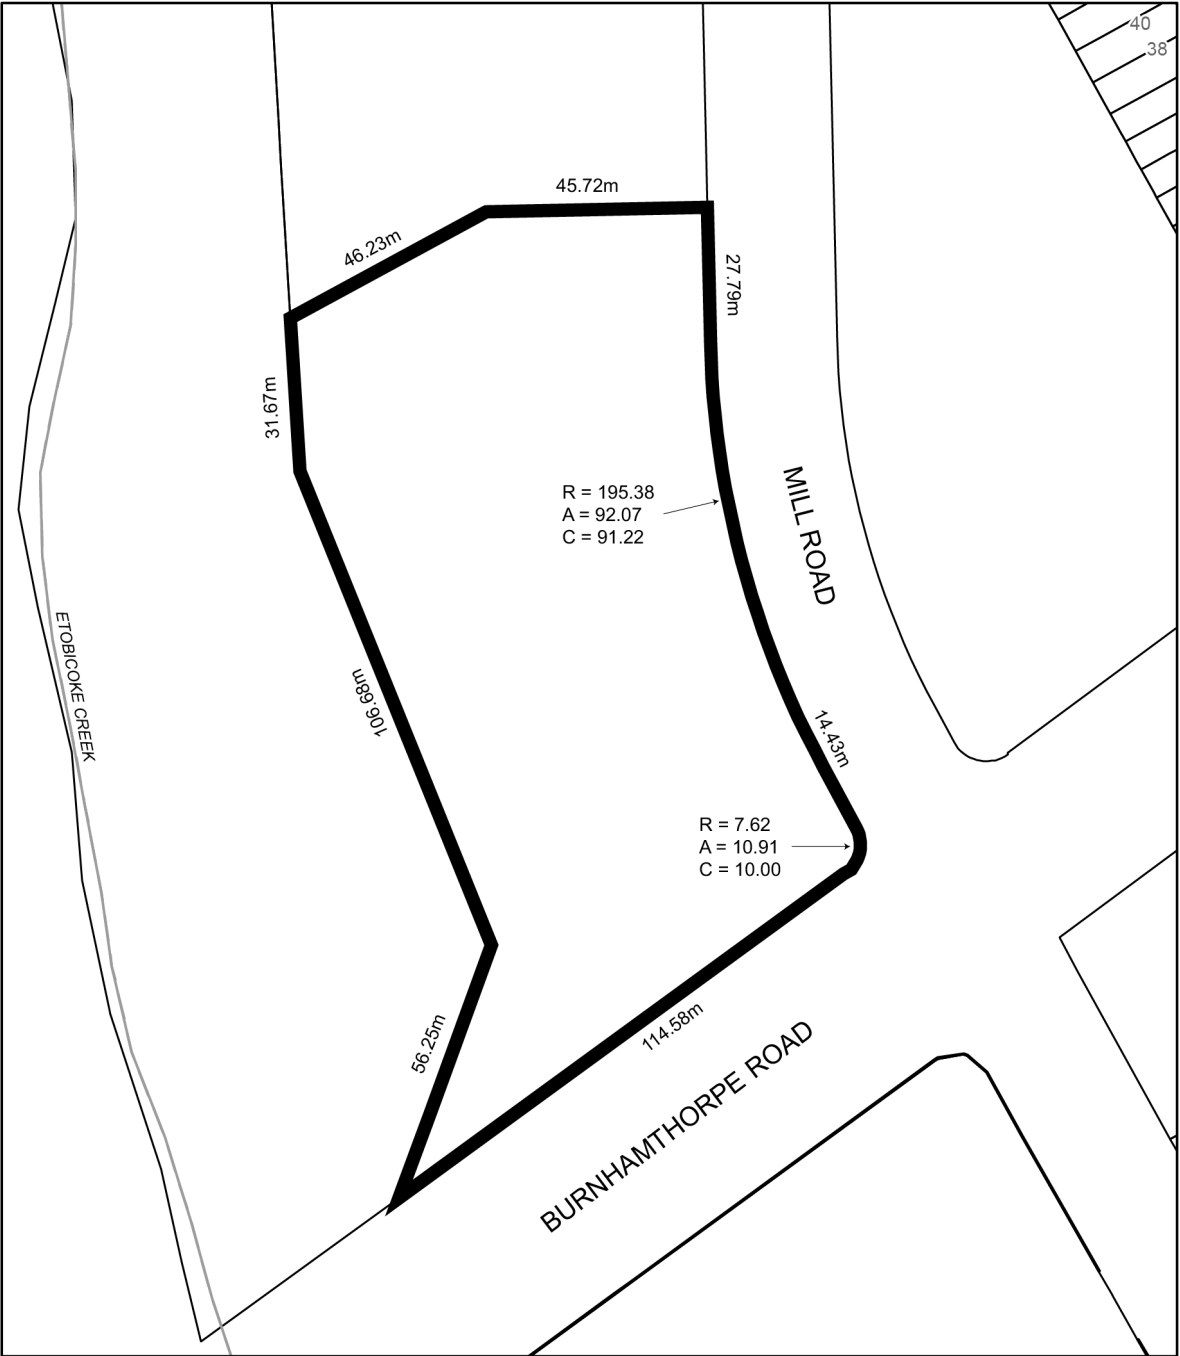 40
38
45.72m
46.23m
27.79m
31.67m
R = 195.38
A = 92.07
C = 91.22
MILL ROAD
ETOBICOKE CREEK
106.68m
14.43m
R = 7.62
A = 10.91
C = 10.00
56.25m
114.58m
BURNHAMTHORPE ROAD